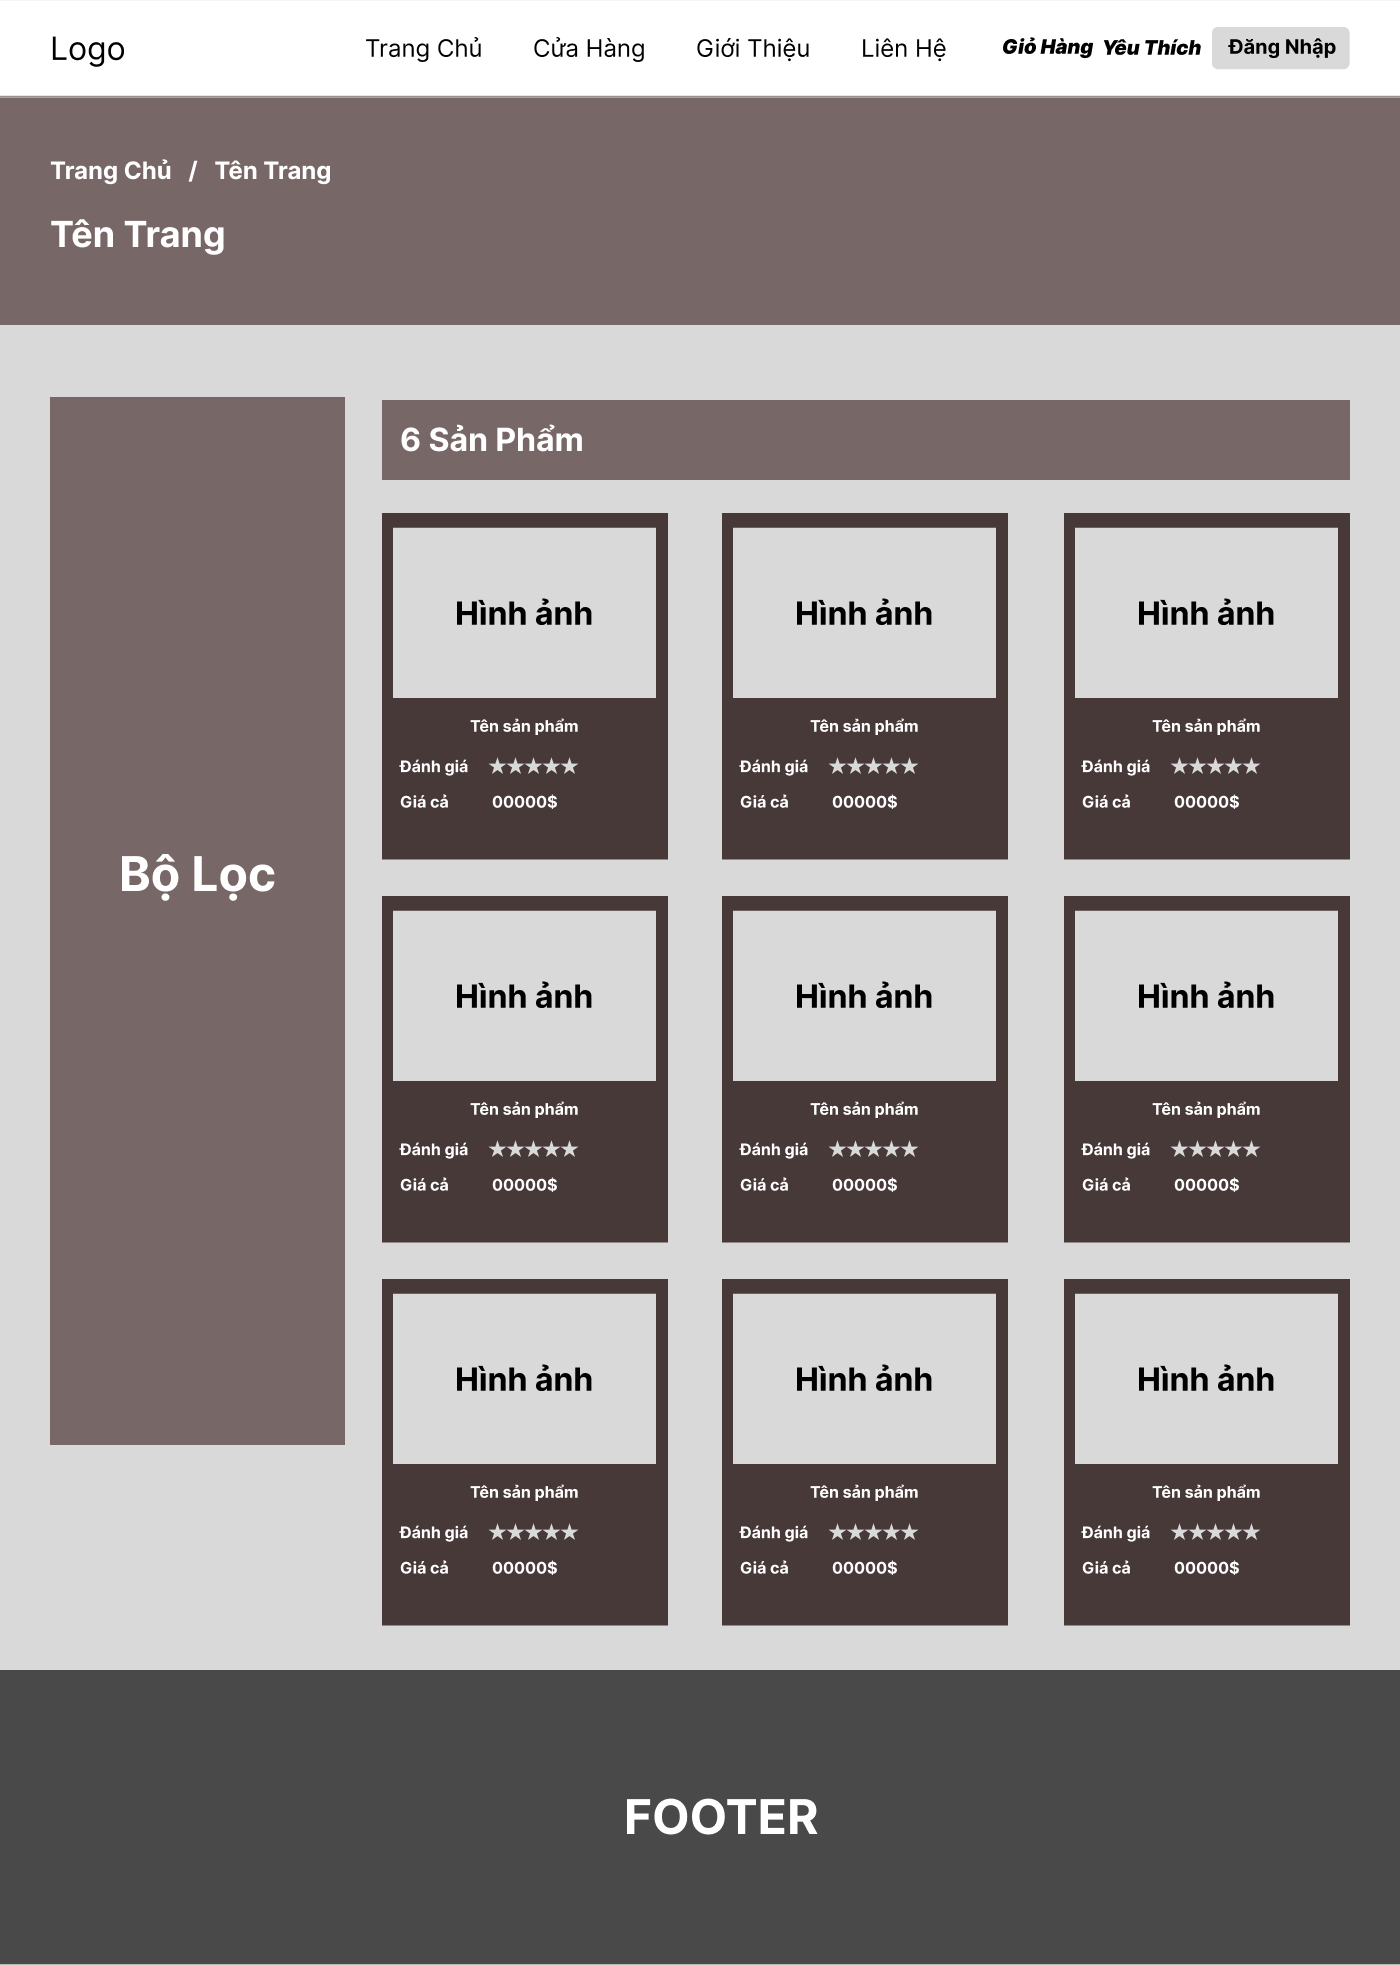 Logo Trang Chủ Cửa Hàng Giới Thiệu Liên Hệ Giỏ Hàng Yêu Thích Đăng Nhập
Trang Chủ / Tên Trang
Tên Trang
Bộ Lọc
6 Sản Phẩm
Hình ảnh Hình ảnh Hình ảnh
Tên sản phẩm Tên sản phẩm Tên sản phẩm
Đánh giá ★★★★★ Đánh giá ★★★★★ Đánh giá ★★★★★
Giá cả 00000$ Giá cả 00000$ Giá cả 00000$
Hình ảnh Hình ảnh Hình ảnh
Tên sản phẩm Tên sản phẩm Tên sản phẩm
Đánh giá ★★★★★ Đánh giá ★★★★★ Đánh giá ★★★★★
Giá cả 00000$ Giá cả 00000$ Giá cả 00000$
Hình ảnh Hình ảnh Hình ảnh
Tên sản phẩm Tên sản phẩm Tên sản phẩm
Đánh giá ★★★★★ Đánh giá ★★★★★ Đánh giá ★★★★★
Giá cả 00000$ Giá cả 00000$ Giá cả 00000$
FOOTER